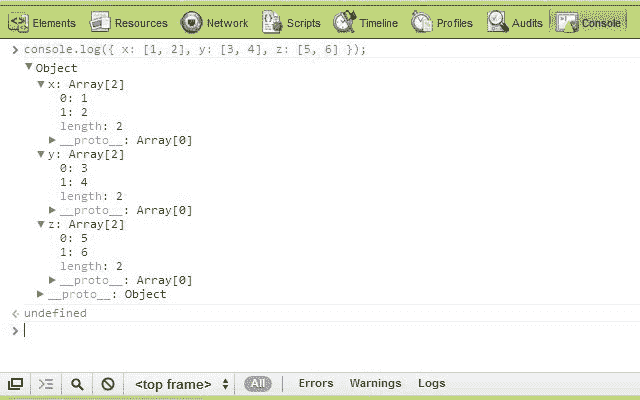 Elements Resources Network Scripts Timeline Profiles Audits Console
> console.log({ x: [1, 2], y: [3, 4], z: [5, 6] });
▼Object
▼x: Array[2]
0: 1
1: 2
length: 2
▶__proto__: Array[0]
▼y: Array[2]
0: 3
1: 4
length: 2
▶__proto__: Array[0]
▼z: Array[2]
0: 5
1: 6
length: 2
▶__proto__: Array[0]
▶__proto__: Object
undefined
>
<top frame> All Errors Warnings Logs